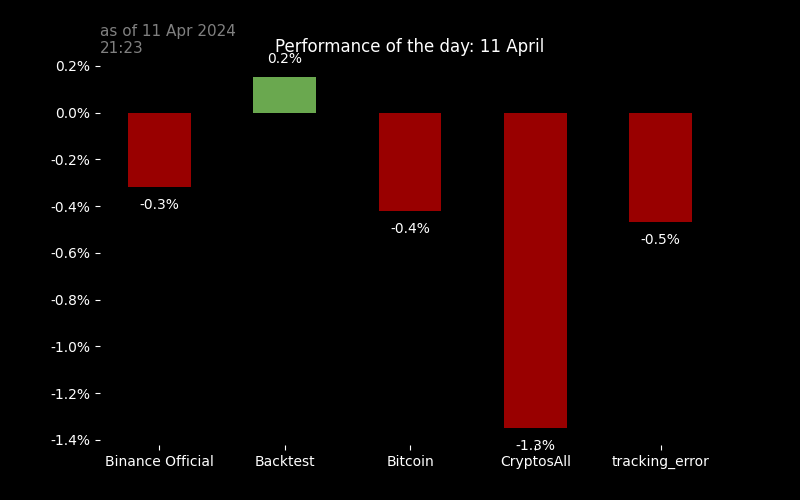 as of 11 Apr 2024
21:23
Performance of the day: 11 April
0.2%
0.2%
0.0%
-0.2%
-0.3%
-0.4%
-0.4%
-0.5%
-0.6%
-0.8%
-1.0%
-1.2%
-1.4%
-1.3%
Binance Official
Backtest
Bitcoin
CryptosAll
tracking_error